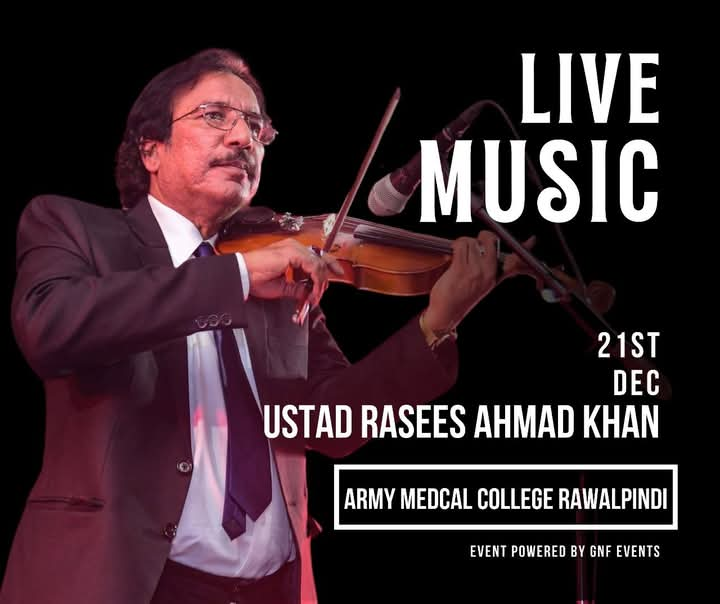 LIVE
MUSIC
21ST
DEC
USTAD RASEES AHMAD KHAN
ARMY MEDCAL COLLEGE RAWALPINDI
EVENT POWERED BY GNF EVENTS